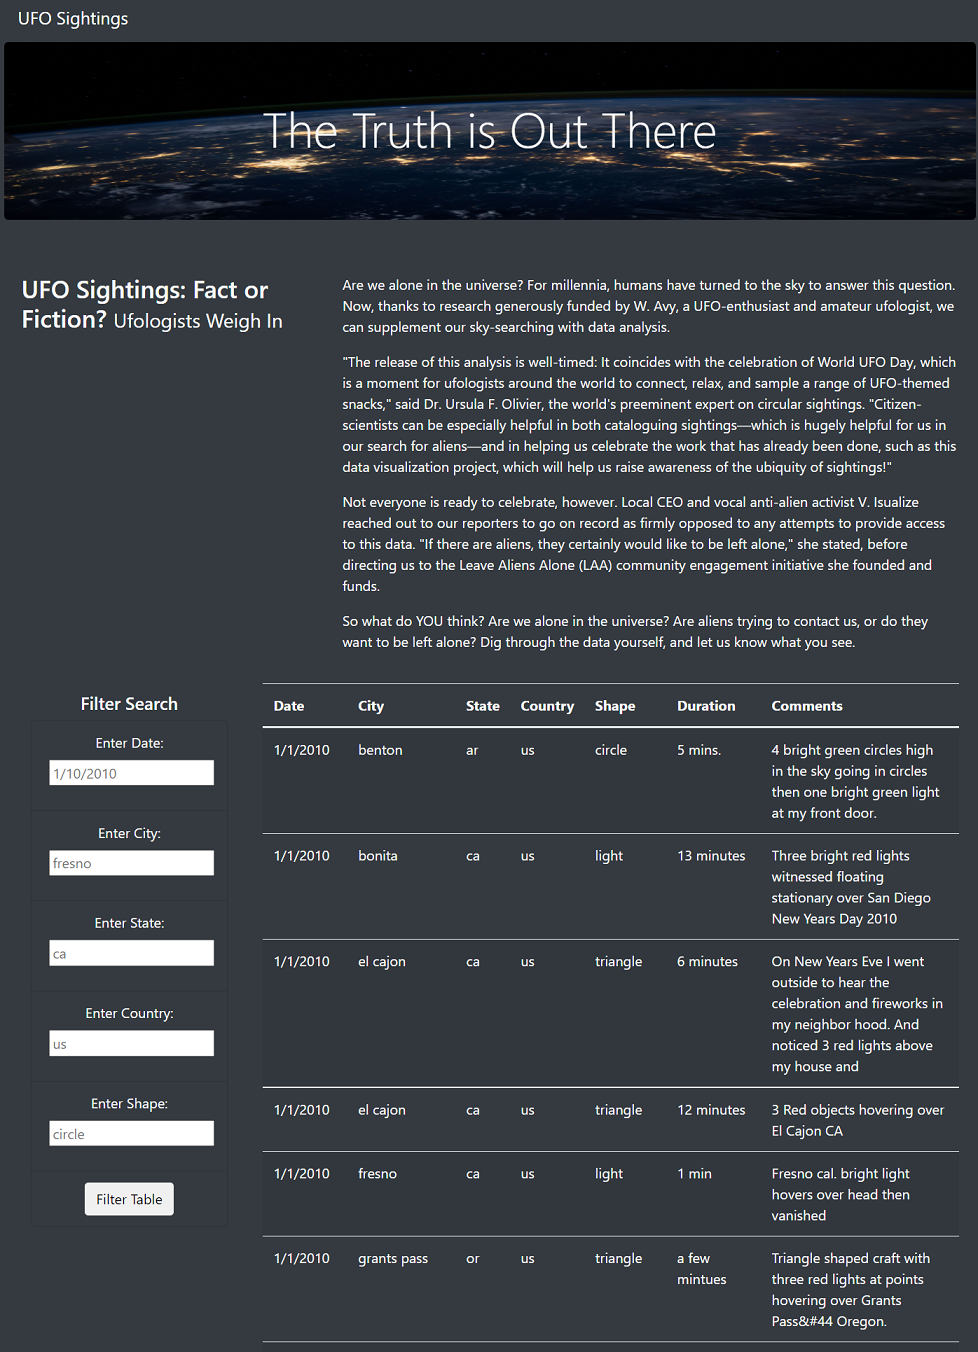 UFO Sightings
The Truth is Out There
UFO Sightings: Fact or
Fiction? Ufologists Weigh In
Are we alone in the universe? For millennia, humans have turned to the sky to answer this question.
Now, thanks to research generously funded by W. Avy, a UFO-enthusiast and amateur ufologist, we
can supplement our sky-searching with data analysis.
"The release of this analysis is well-timed: It coincides with the celebration of World UFO Day, which
is a moment for ufologists around the world to connect, relax, and sample a range of UFO-themed
snacks," said Dr. Ursula F. Olivier, the world's preeminent expert on circular sightings. "Citizen-
scientists can be especially helpful in both cataloguing sightings—which is hugely helpful for us in
our search for aliens—and in helping us celebrate the work that has already been done, such as this
data visualization project, which will help us raise awareness of the ubiquity of sightings!"
Not everyone is ready to celebrate, however. Local CEO and vocal anti-alien activist V. Isualize
reached out to our reporters to go on record as firmly opposed to any attempts to provide access
to this data. "If there are aliens, they certainly would like to be left alone," she stated, before
directing us to the Leave Aliens Alone (LAA) community engagement initiative she founded and
funds.
So what do YOU think? Are we alone in the universe? Are aliens trying to contact us, or do they
want to be left alone? Dig through the data yourself, and let us know what you see.
Filter Search
Enter Date:
1/10/2010
Enter City:
fresno
Enter State:
ca
Enter Country:
us
Enter Shape:
circle
Filter Table
Date City State Country Shape Duration Comments
1/1/2010 benton ar us circle 5 mins. 4 bright green circles high
in the sky going in circles
then one bright green light
at my front door.
1/1/2010 bonita ca us light 13 minutes Three bright red lights
witnessed floating
stationary over San Diego
New Years Day 2010
1/1/2010 el cajon ca us triangle 6 minutes On New Years Eve I went
outside to hear the
celebration and fireworks in
my neighbor hood. And
noticed 3 red lights above
my house and
1/1/2010 el cajon ca us triangle 12 minutes 3 Red objects hovering over
El Cajon CA
1/1/2010 fresno ca us light 1 min Fresno cal. bright light
hovers over head then
vanished
1/1/2010 grants pass or us triangle a few Triangle shaped craft with
mintues three red lights at points
hovering over Grants
Pass&#44 Oregon.